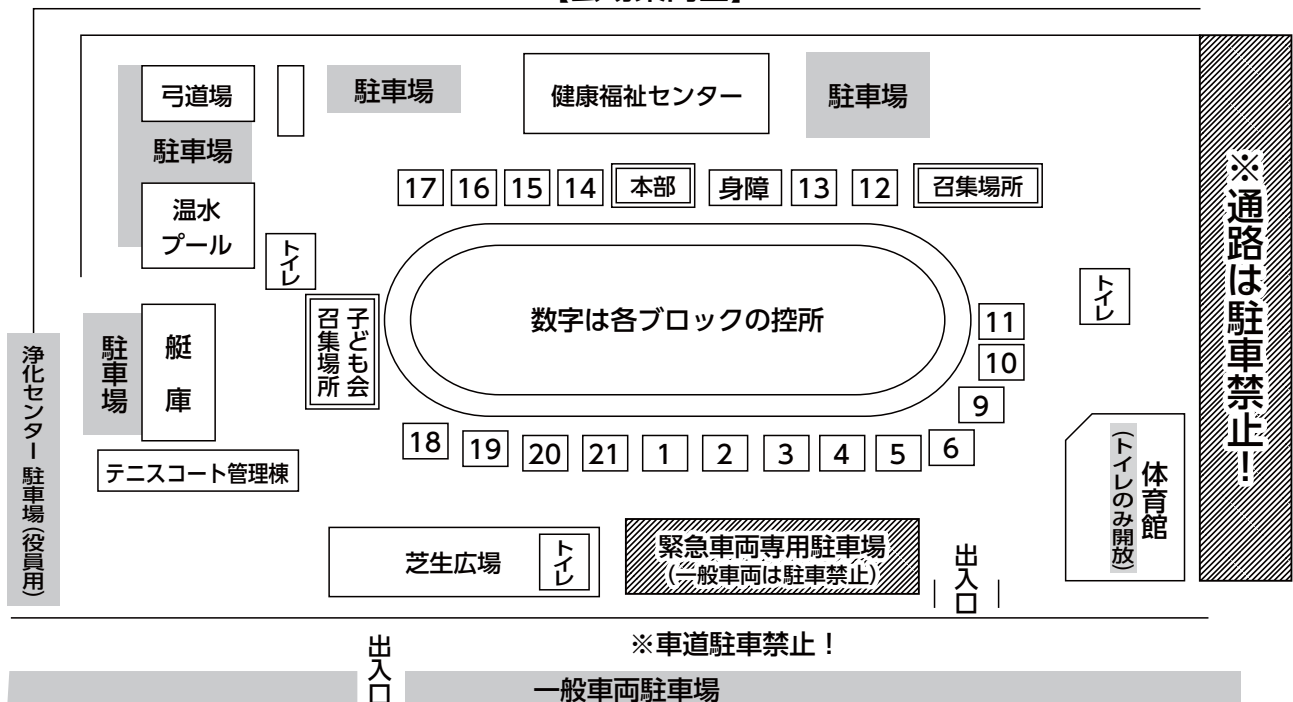 弓道場
駐車場
健康福祉センター
駐車場
駐車場
温水
プール
17
16
15
14
本部
身障
13
12
召集場所
トイレ
子ども会
召集場所
数字は各ブロックの控所
トイレ
11
10
9
※通路は駐車禁止！
浄化センター 駐車場（役員用）
駐車場
艇庫
テニスコート管理棟
18
19
20
21
1
2
3
4
5
6
体育館
（トイレのみ開放）
芝生広場
トイレ
緊急車両専用駐車場
（一般車両は駐車禁止）
出入口
※車道駐車禁止！
出入口
一般車両駐車場